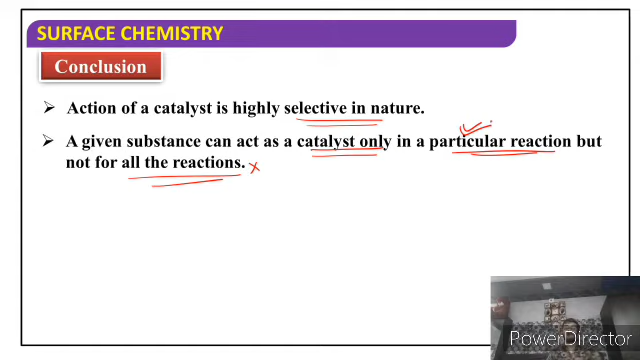 SURFACE CHEMISTRY
Conclusion
➢ Action of a catalyst is highly selective in nature.
➢ A given substance can act as a catalyst only in a particular reaction but
not for all the reactions.
PowerDirector